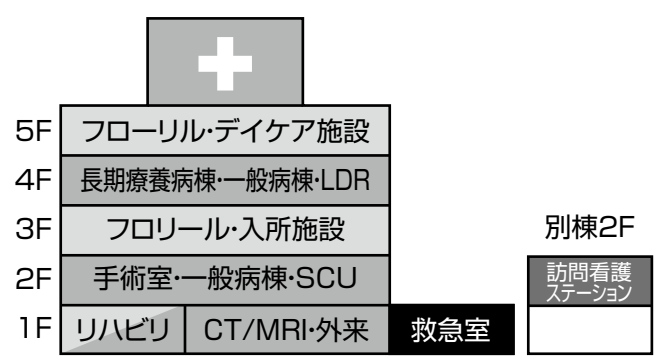 5F フローリル・デイケア施設
4F 長期療養病棟・一般病棟・LDR
3F フロリール・入所施設
別棟2F
2F 手術室・一般病棟・SCU
訪問看護
ステーション
1F リハビリ CT/MRI・外来 救急室